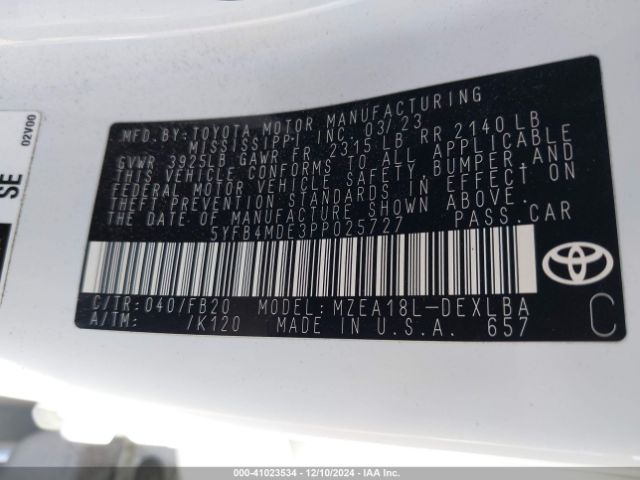 02V00
SE
MFD.BY:TOYOTA MOTOR MANUFACTURING
MISSISSIPPI INC. 03/23
GVWR 3925LB GAWR FR 2315 LB RR 2140 LB
THIS VEHICLE CONFORMS TO ALL APPLICABLE
FEDERAL MOTOR VEHICLE SAFETY,BUMPER,AND
THEFT PREVENTION STANDARDS IN EFFECT ON
THE DATE OF MANUFACTURE SHOWN ABOVE.
5YFB4MDE3PP025727 PASS.CAR
C/TR:040/FB20 MODEL:MZEA18L-DEXLBA
A/TM: /K120 MADE IN U.S.A. 657
C
000-41023534 | 12/10/2024 | IAA Inc.